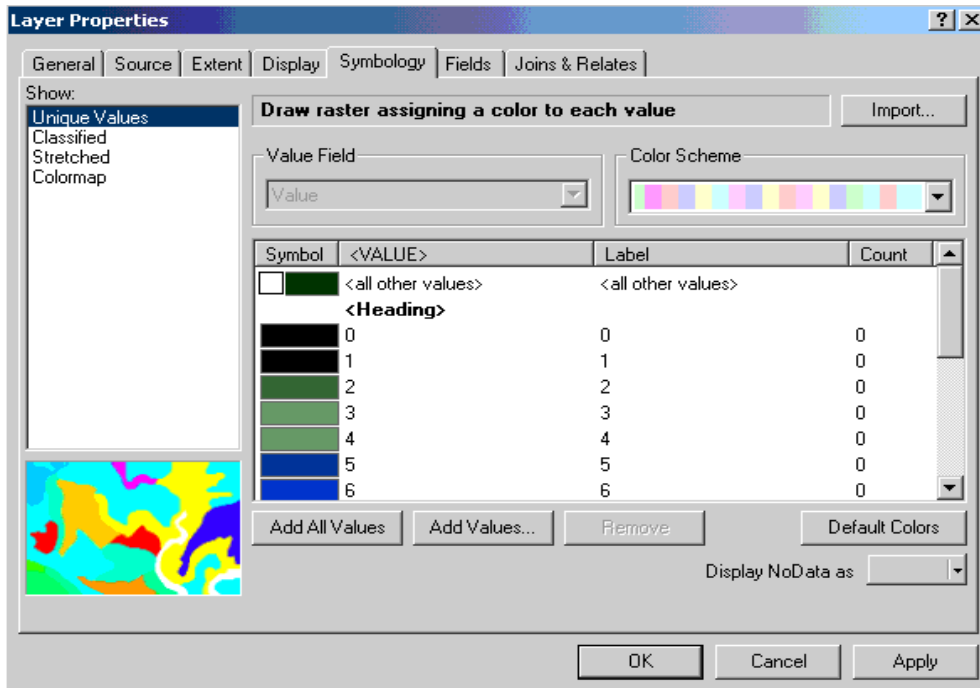 Layer Properties
General Source Extent Display Symbology Fields Joins & Relates
Show:
Unique Values
Classified
Stretched
Colormap
Draw raster assigning a color to each value
Import...
Value Field
Value
Color Scheme
Symbol <VALUE> Label Count
<all other values> <all other values>
<Heading>
0 0 0
1 1 0
2 2 0
3 3 0
4 4 0
5 5 0
6 6 0
Add All Values Add Values... Remove Default Colors
Display NoData as
OK Cancel Apply